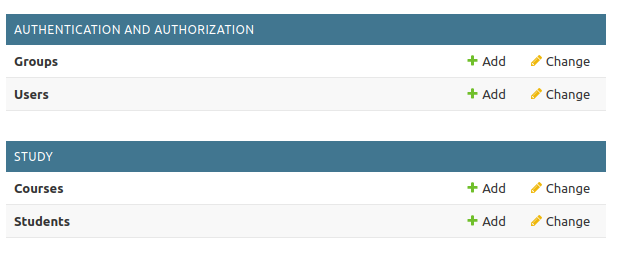 AUTHENTICATION AND AUTHORIZATION
Groups Add Change
Users Add Change
STUDY
Courses Add Change
Students Add Change